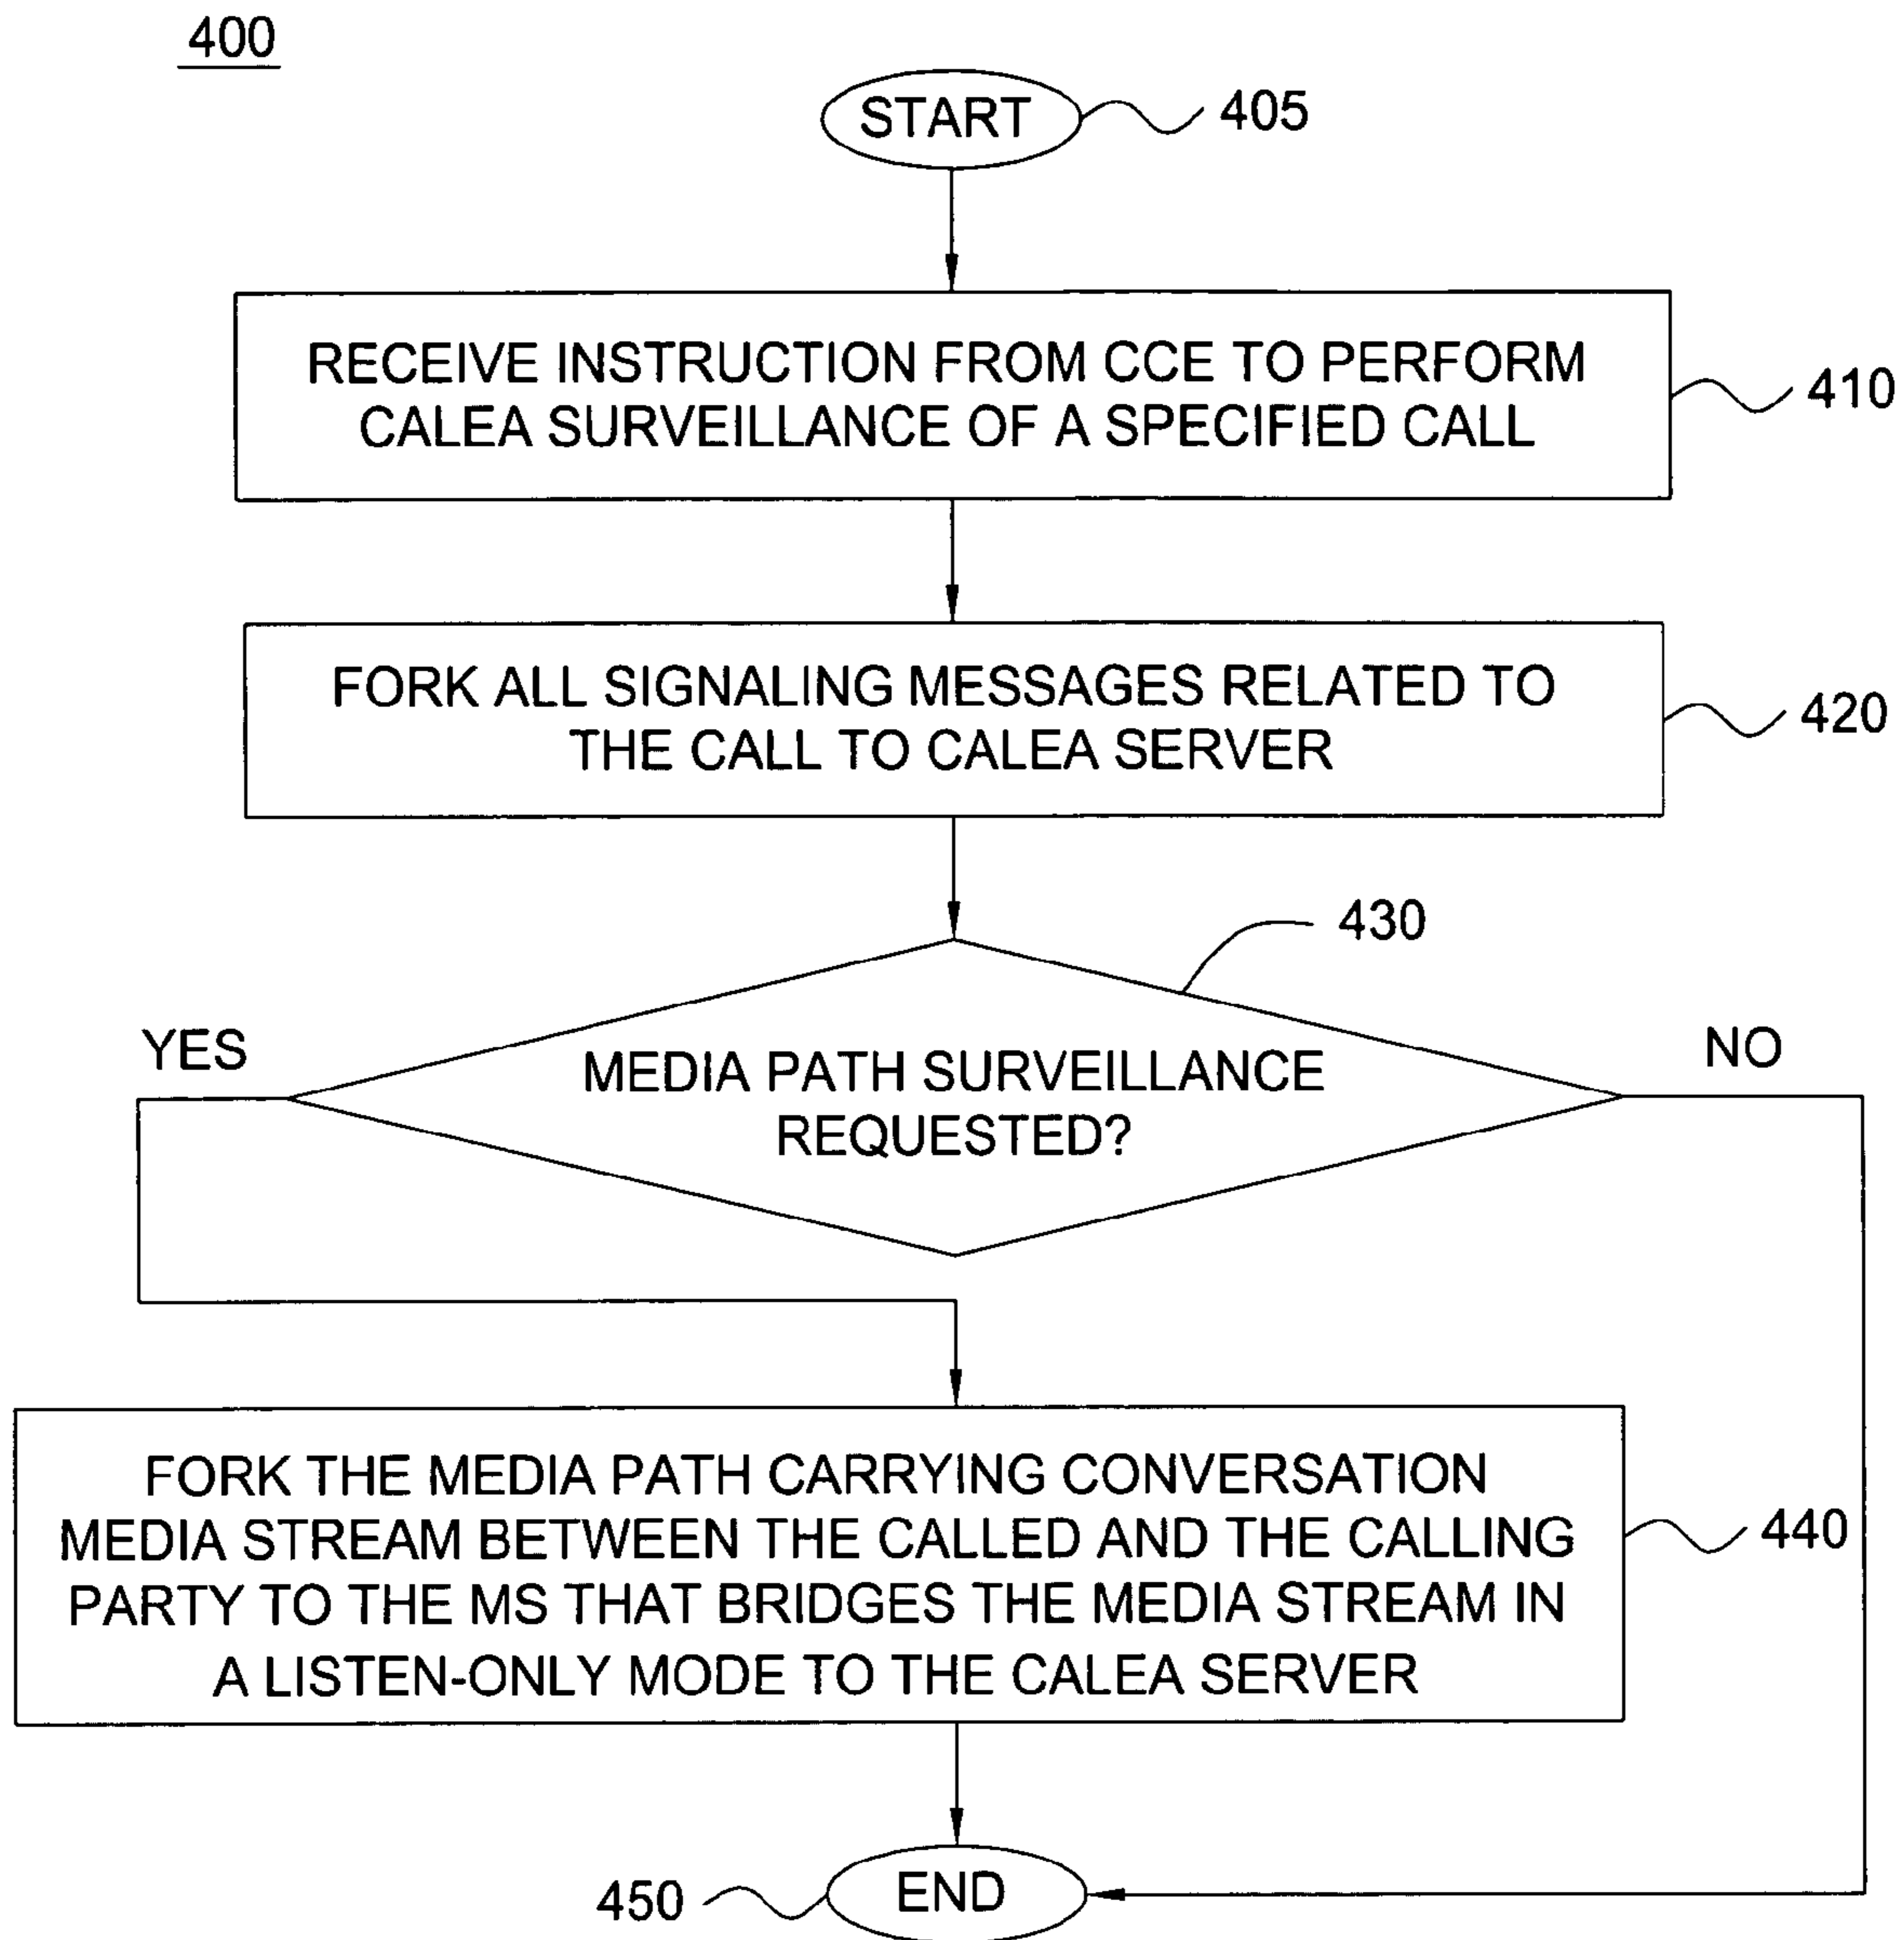 400
START
405
RECEIVE INSTRUCTION FROM CCE TO PERFORM
CALEA SURVEILLANCE OF A SPECIFIED CALL
410
FORK ALL SIGNALING MESSAGES RELATED TO
THE CALL TO CALEA SERVER
420
430
YES
NO
MEDIA PATH SURVEILLANCE
REQUESTED?
FORK THE MEDIA PATH CARRYING CONVERSATION
MEDIA STREAM BETWEEN THE CALLED AND THE CALLING
PARTY TO THE MS THAT BRIDGES THE MEDIA STREAM IN
A LISTEN-ONLY MODE TO THE CALEA SERVER
440
450
END